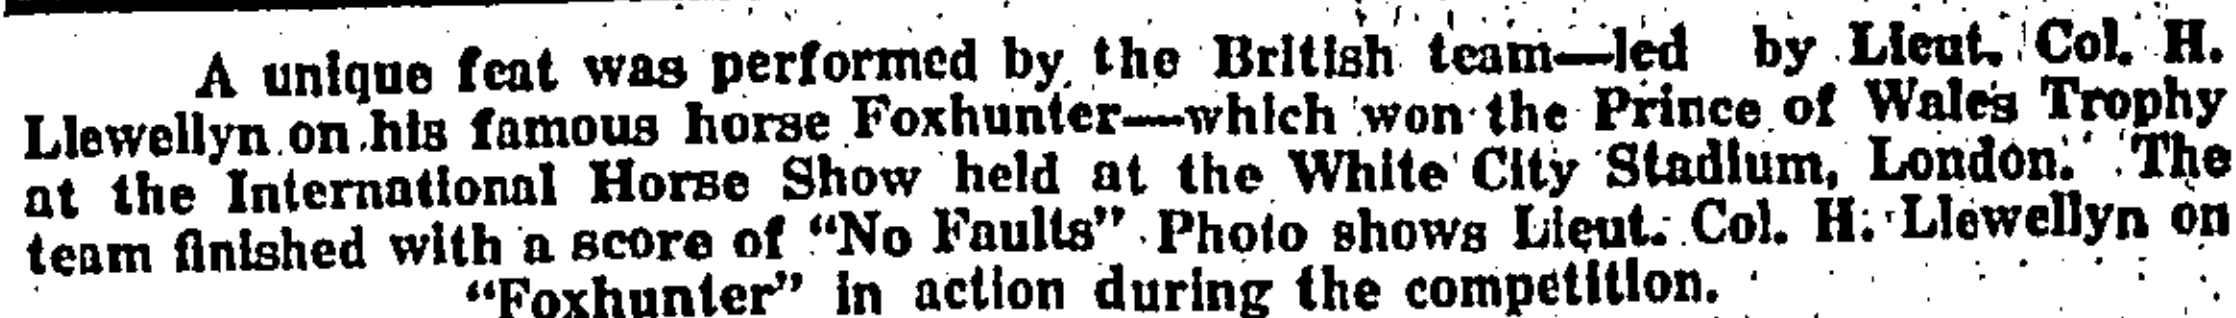 A unique feat was performed by the British team—led by Lieut. Col. H.
Llewellyn on his famous horse Foxhunter—which won the Prince of Wales Trophy
at the International Horse Show held at the White City Stadium, London. The
team finished with a score of "No Faults" Photo shows Lieut. Col. H. Llewellyn on
"Foxhunter" in action during the competition.